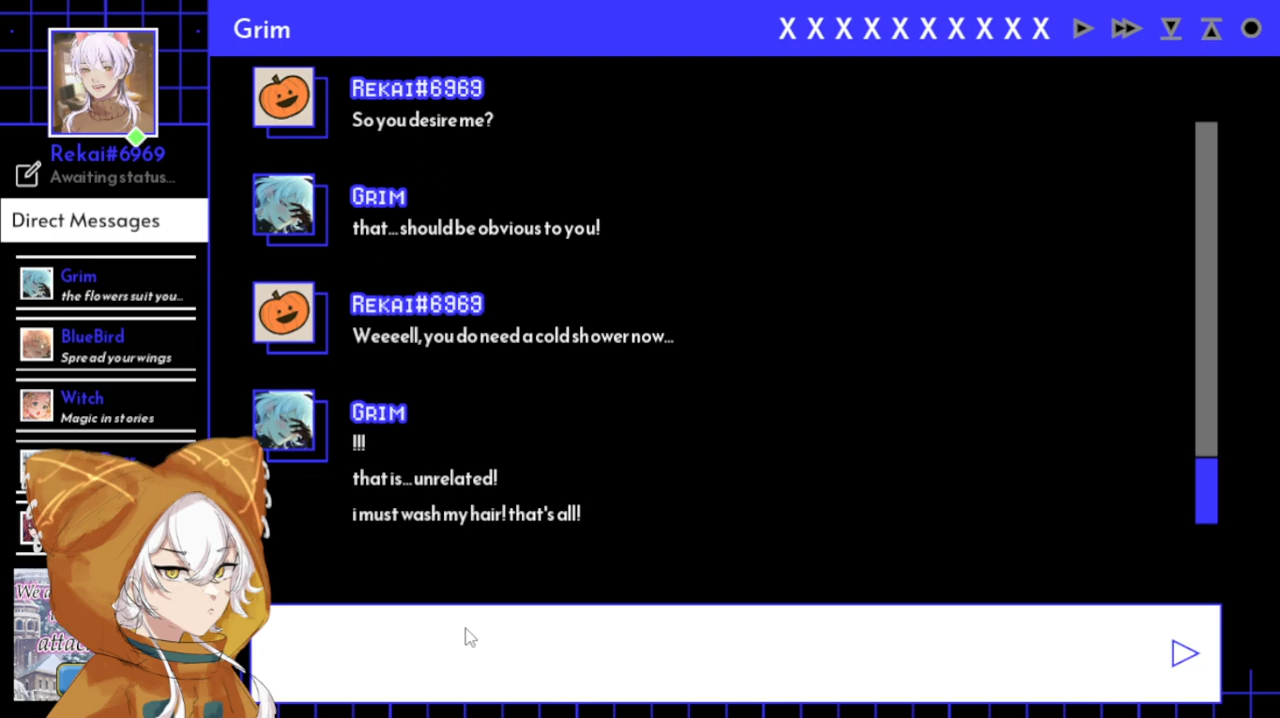 Grim
X X X X X X X X X X
Rekai#6969
Awaiting status...
Direct Messages
Grim
the flowers suit you...
BlueBird
Spread your wings
Witch
Magic in stories
REKAI#6969
So you desire me?
GRIM
that...should be obvious to you!
REKAI#6969
Weeeell, you do need a cold shower now...
GRIM
!!!
that is...unrelated!
i must wash my hair! that's all!
We